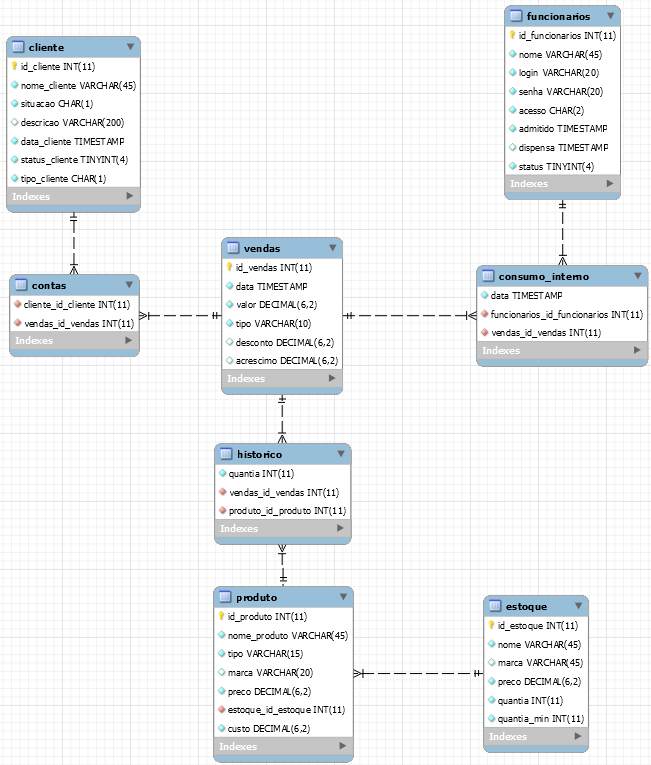 funcionarios
id_funcionarios INT(11)
nome VARCHAR(45)
login VARCHAR(20)
senha VARCHAR(20)
acesso CHAR(2)
admitido TIMESTAMP
dispensa TIMESTAMP
status TINYINT(4)
Indexes
cliente
id_cliente INT(11)
nome_cliente VARCHAR(45)
situacao CHAR(1)
descricao VARCHAR(200)
data_cliente TIMESTAMP
status_cliente TINYINT(4)
tipo_cliente CHAR(1)
Indexes
vendas
id_vendas INT(11)
data TIMESTAMP
valor DECIMAL(6,2)
tipo VARCHAR(10)
desconto DECIMAL(6,2)
acrescimo DECIMAL(6,2)
Indexes
contas
cliente_id_cliente INT(11)
vendas_id_vendas INT(11)
Indexes
consumo_interno
data TIMESTAMP
funcionarios_id_funcionarios INT(11)
vendas_id_vendas INT(11)
Indexes
historico
quantia INT(11)
vendas_id_vendas INT(11)
produto_id_produto INT(11)
Indexes
produto
id_produto INT(11)
nome_produto VARCHAR(45)
tipo VARCHAR(15)
marca VARCHAR(20)
preco DECIMAL(6,2)
estoque_id_estoque INT(11)
custo DECIMAL(6,2)
Indexes
estoque
id_estoque INT(11)
nome VARCHAR(45)
marca VARCHAR(45)
preco DECIMAL(6,2)
quantia INT(11)
quantia_min INT(11)
Indexes